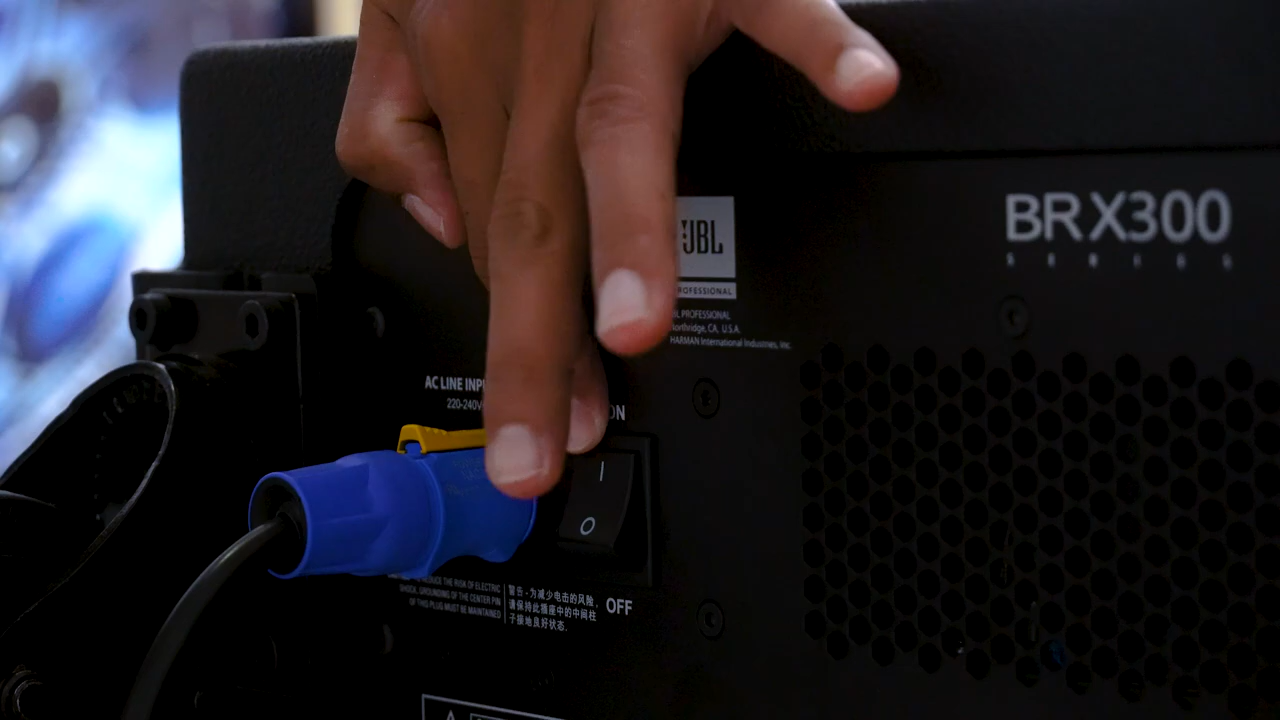 BRX300
SERIES
JBL
PROFESSIONAL
JBL PROFESSIONAL
Northridge, CA, U.S.A.
HARMAN International Industries, Inc.
AC LINE INPU
220-240V
ON
I
O
REDUCE THE RISK OF ELECTRIC
SHOCK, GROUNDING OF THE CENTER PIN
OF THIS PLUG MUST BE MAINTAINED
警告-为减少电击的风险,
请保持此插座中的中间柱
子接地良好状态.
OFF